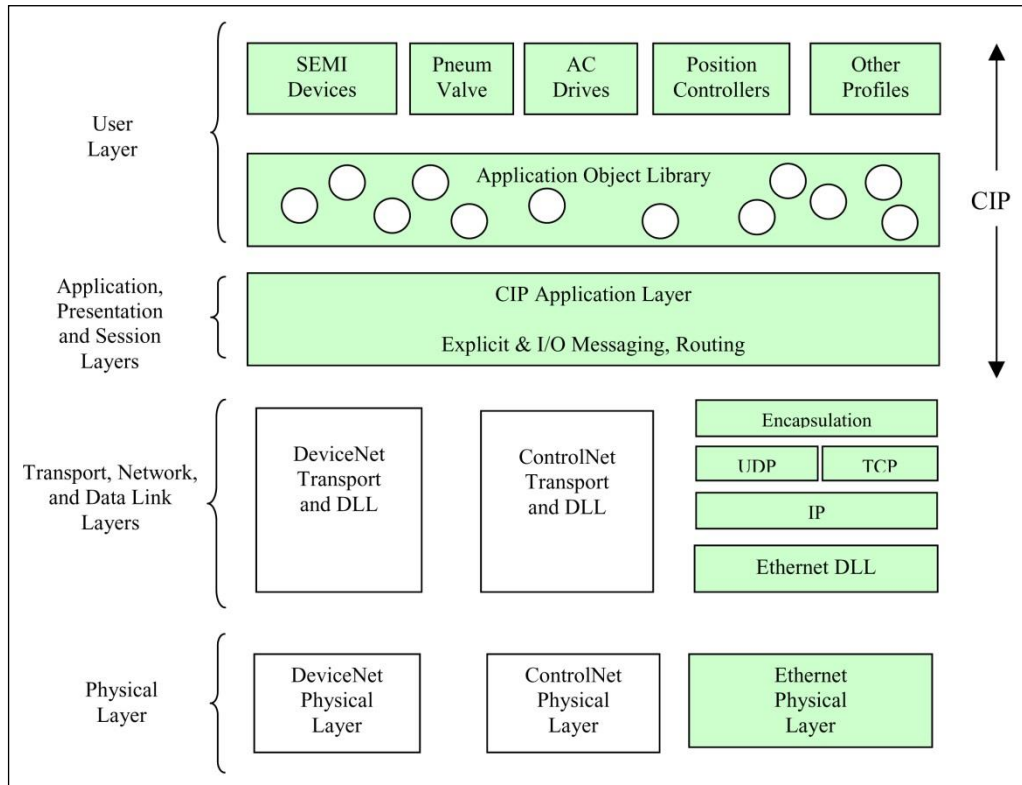 SEMI
Devices
Pneum
Valve
AC
Drives
Position
Controllers
Other
Profiles
User
Layer
Application Object Library
CIP
Application,
Presentation
and Session
Layers
CIP Application Layer
Explicit & I/O Messaging, Routing
Transport, Network,
and Data Link
Layers
DeviceNet
Transport
and DLL
ControlNet
Transport
and DLL
Encapsulation
UDP
TCP
IP
Ethernet DLL
Physical
Layer
DeviceNet
Physical
Layer
ControlNet
Physical
Layer
Ethernet
Physical
Layer